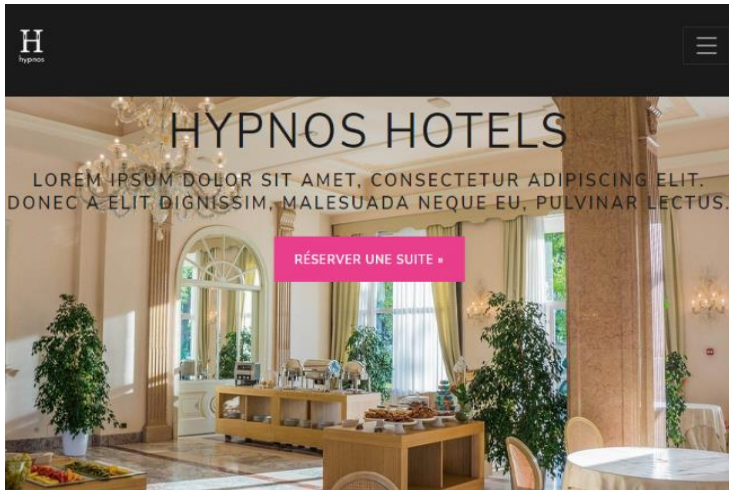 H
hypnos
HYPNOS HOTELS
LOREM IPSUM DOLOR SIT AMET, CONSECTETUR ADIPISCING ELIT.
DONEC A ELIT DIGNISSIM, MALESUADA NEQUE EU, PULVINAR LECTUS.
RÉSERVER UNE SUITE »